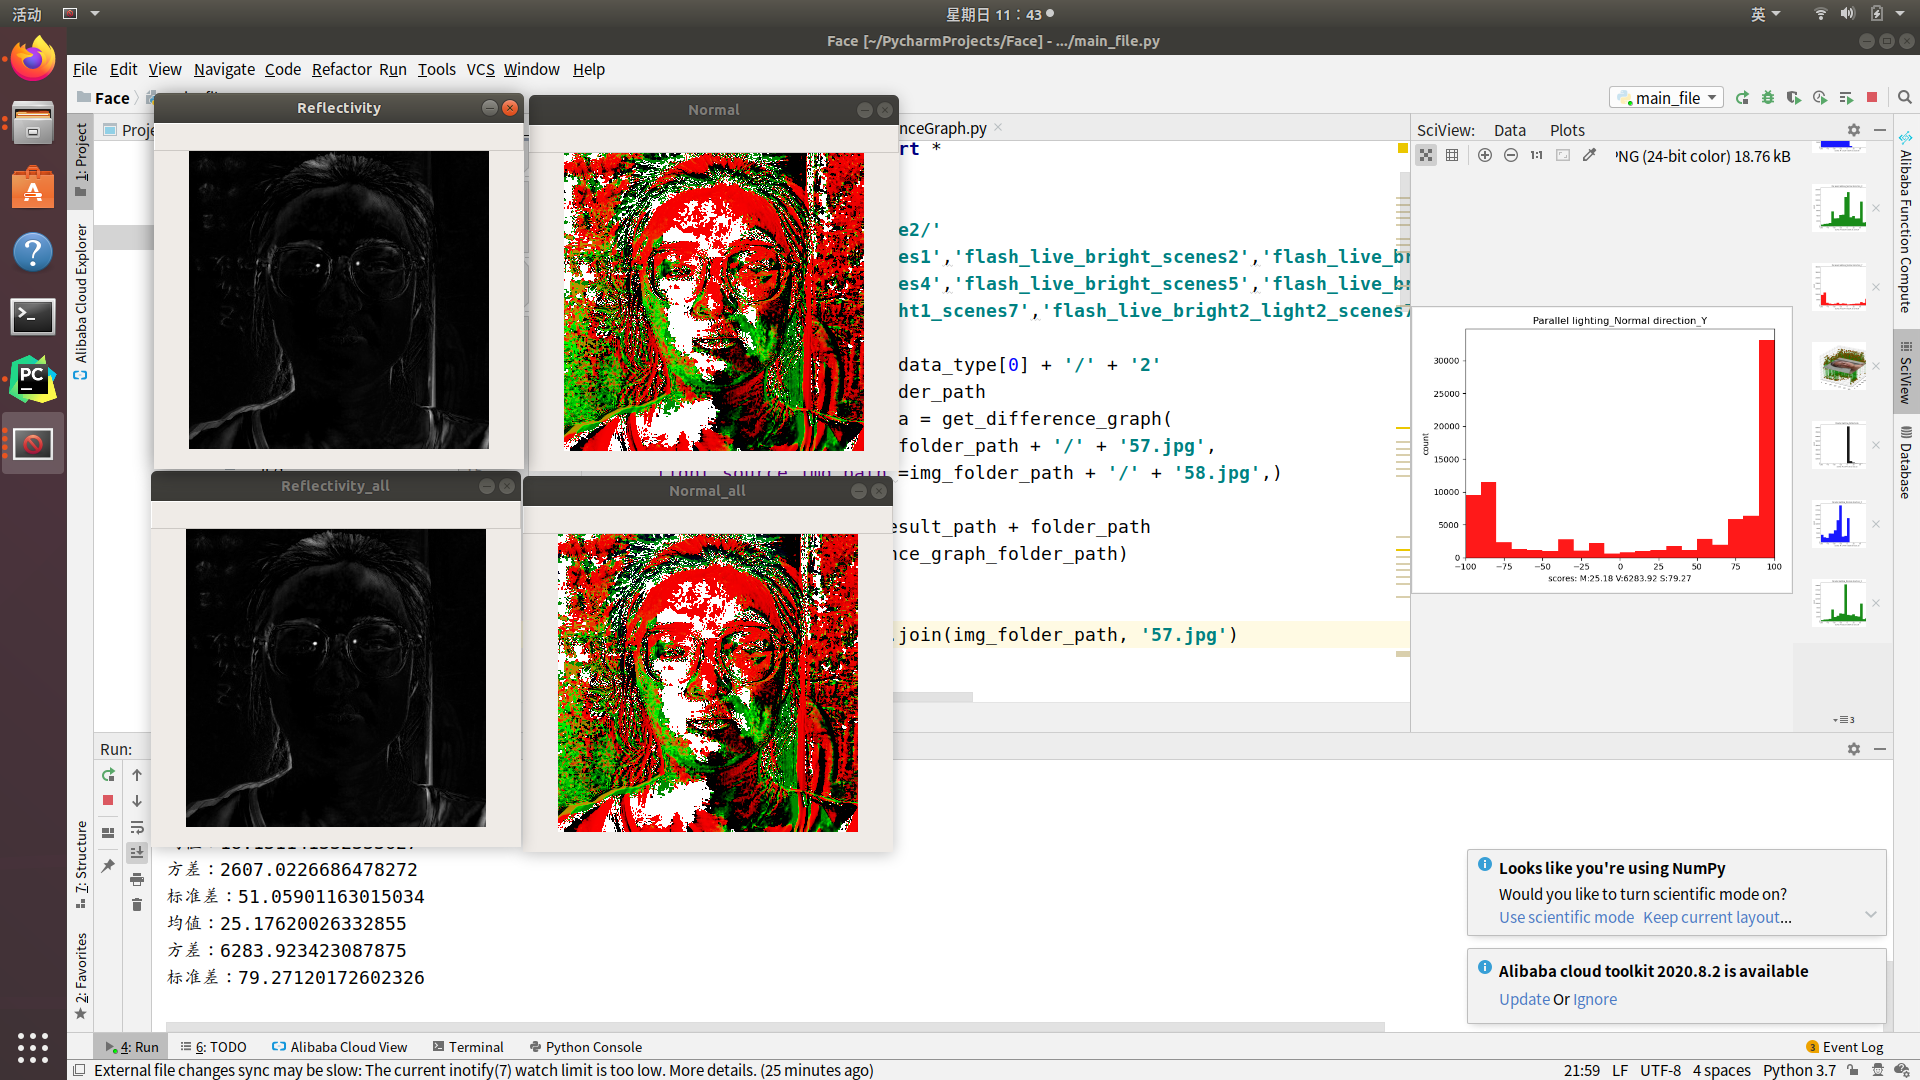 活动
星期日 11：43
英
Face [~/PycharmProjects/Face] - .../main_file.py
File Edit View Navigate Code Refactor Run Tools VCS Window Help
Face
main_file
Reflectivity
Normal
Proje
nceGraph.py
SciView: Data Plots
PNG (24-bit color) 18.76 kB
1:1
1: Project
Alibaba Cloud Explorer
7: Structure
2: Favorites
Alibaba Function Compute
SciView
Database
rt *
e2/'
es1','flash_live_bright_scenes2','flash_live_br
es4','flash_live_bright_scenes5','flash_live_b
ht1_scenes7','flash_live_bright2_light2_scenes7
data_type[0] + '/' + '2'
der_path
a = get_difference_graph(
folder_path + '/' + '57.jpg',
light_source_img_path =img_folder_path + '/' + '58.jpg',)
esult_path + folder_path
nce_graph_folder_path)
.join(img_folder_path, '57.jpg')
Reflectivity_all
Normal_all
Parallel lighting_Normal direction_Y
count
30000
25000
20000
15000
10000
5000
0
−100 −75 −50 −25 0 25 50 75 100
scores: M:25.18 V:6283.92 S:79.27
3
Run:
方差：2607.0226686478272
标准差：51.05901163015034
均值：25.17620026332855
方差：6283.923423087875
标准差：79.27120172602326
Looks like you're using NumPy
Would you like to turn scientific mode on?
Use scientific mode Keep current layout...
Alibaba cloud toolkit 2020.8.2 is available
Update Or Ignore
4: Run 6: TODO Alibaba Cloud View Terminal Python Console
3 Event Log
External file changes sync may be slow: The current inotify(7) watch limit is too low. More details. (25 minutes ago)
21:59 LF UTF-8 4 spaces Python 3.7